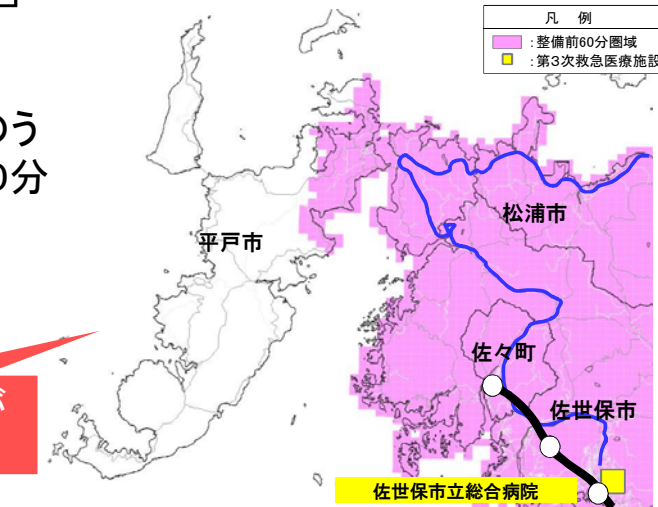 凡 例
:整備前60分圏域
:第3次救急医療施設
のう
0分
松浦市
平戸市
佐々町
佐世保市
が
佐世保市立総合病院